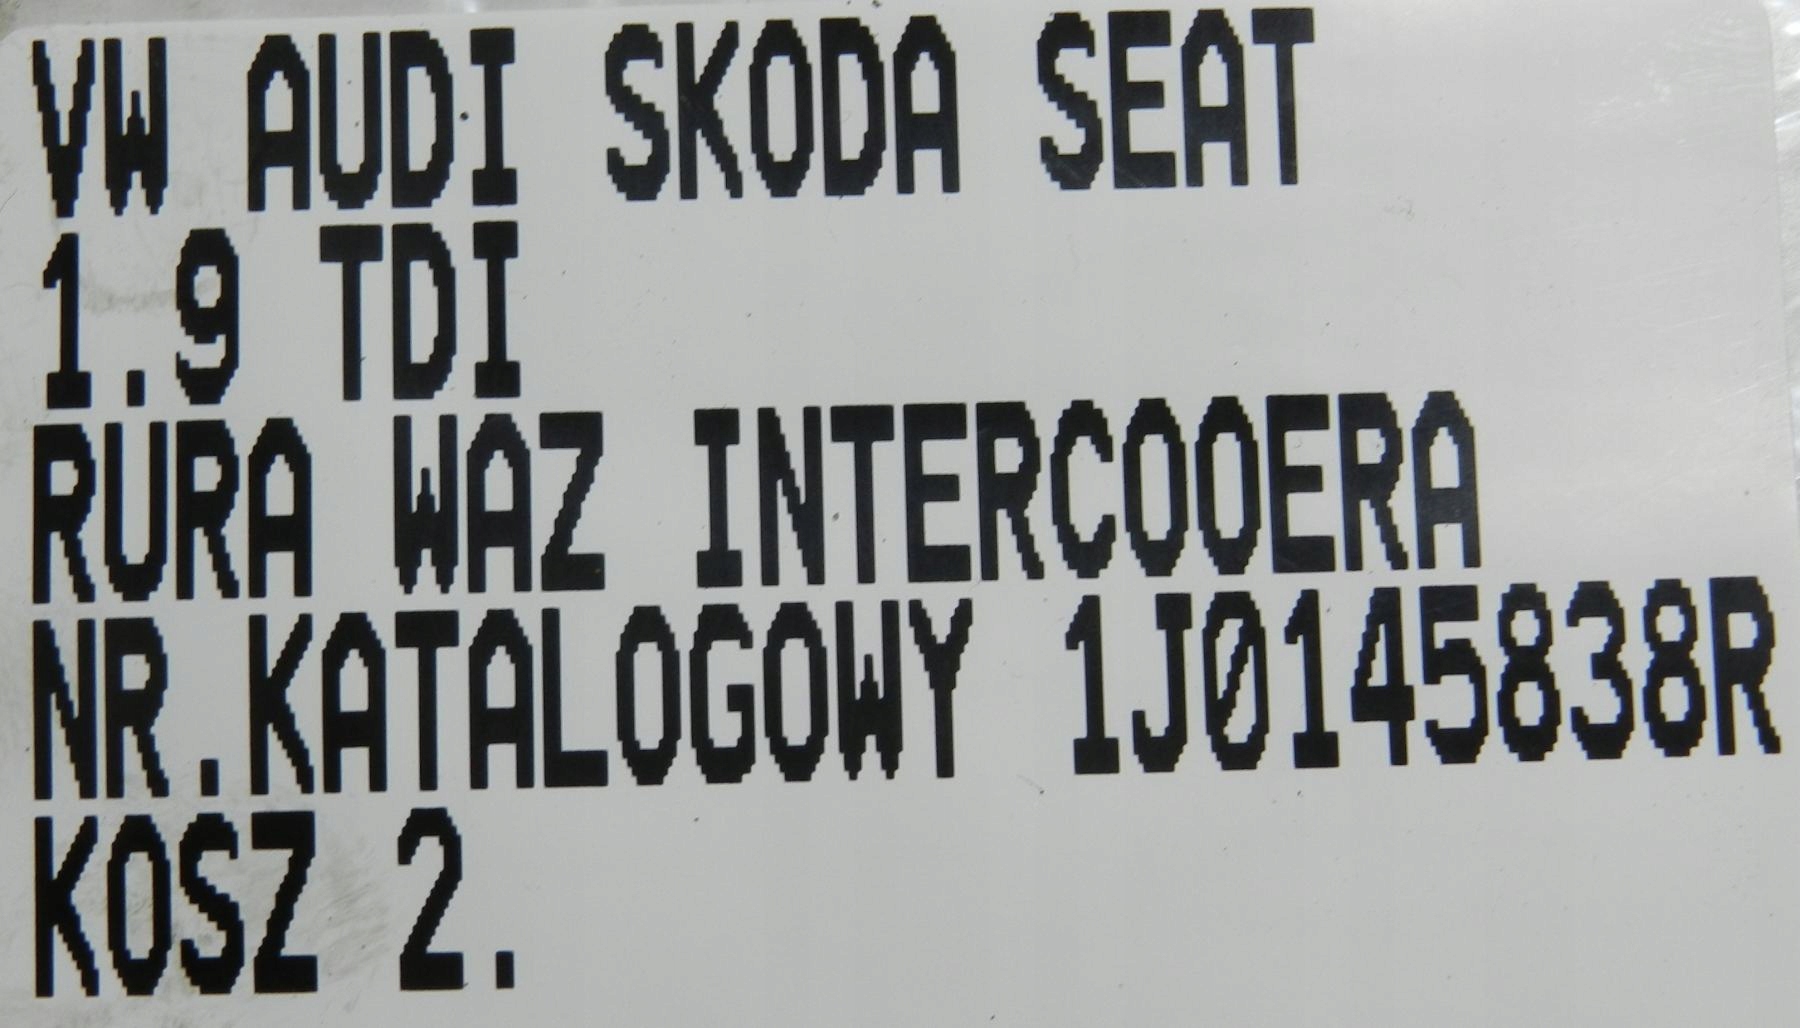 VW AUDI SKODA SEAT
1.9 TDI
RURA WAZ INTERCOOERA
NR.KATALOGOWY 1J0145838R
KOSZ 2.